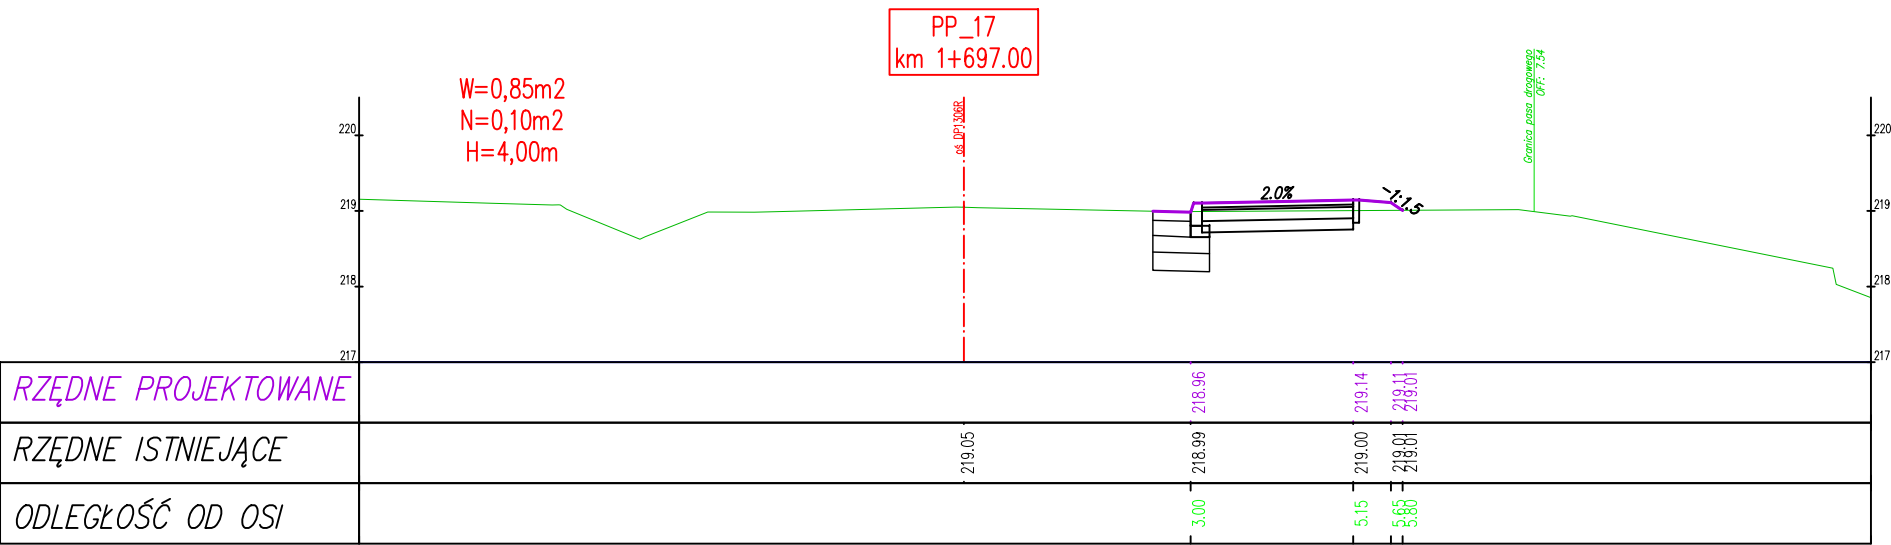 PP_17
km 1+697.00
W=0,85m2
N=0,10m2
H=4,00m
oś DP1306R
Granica pasa drogowego
OFF: 7.54
220
219
218
217
220
219
218
217
2.0%
-1:1.5
RZĘDNE PROJEKTOWANE
218.96
219.14
219.11
219.01
RZĘDNE ISTNIEJĄCE
219.05
218.99
219.00
219.01
219.01
ODLEGŁOŚĆ OD OSI
3.00
5.15
5.65
5.80